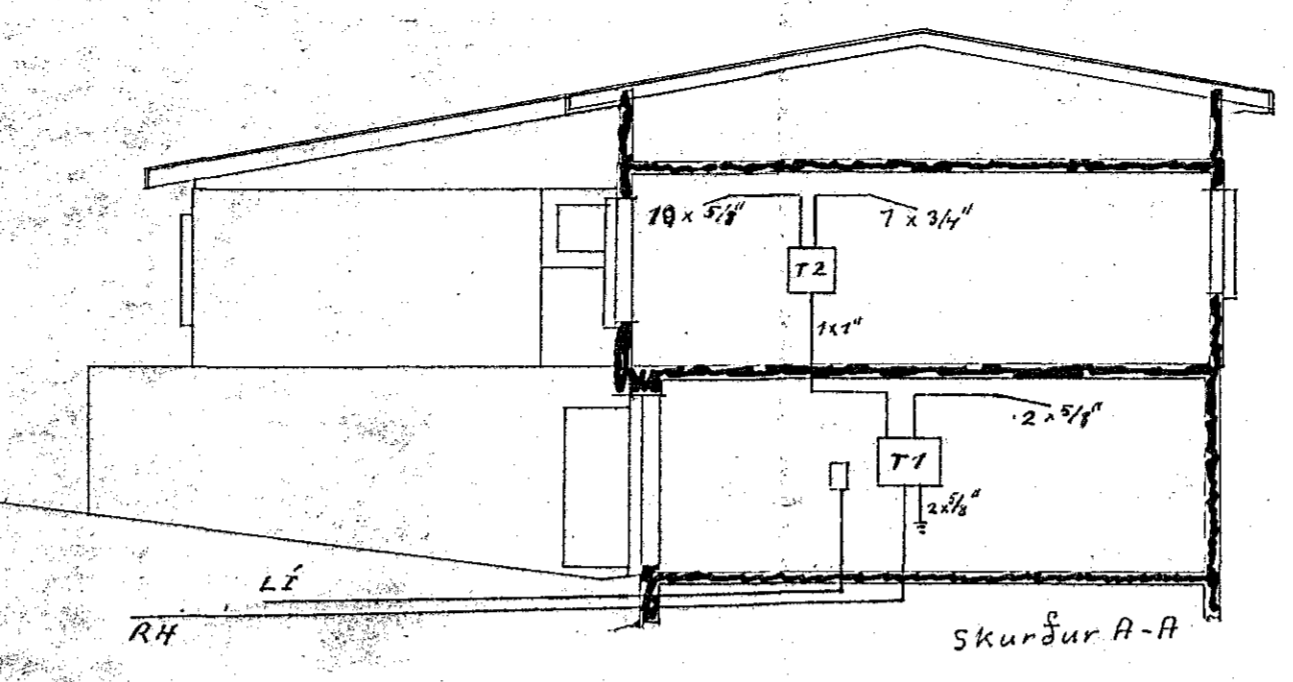 10 x 5/8"
7 x 3/4"
T2
1x1"
2 x 5/8"
T1
2x5/8"
LÍ
RH
Skurður A-A